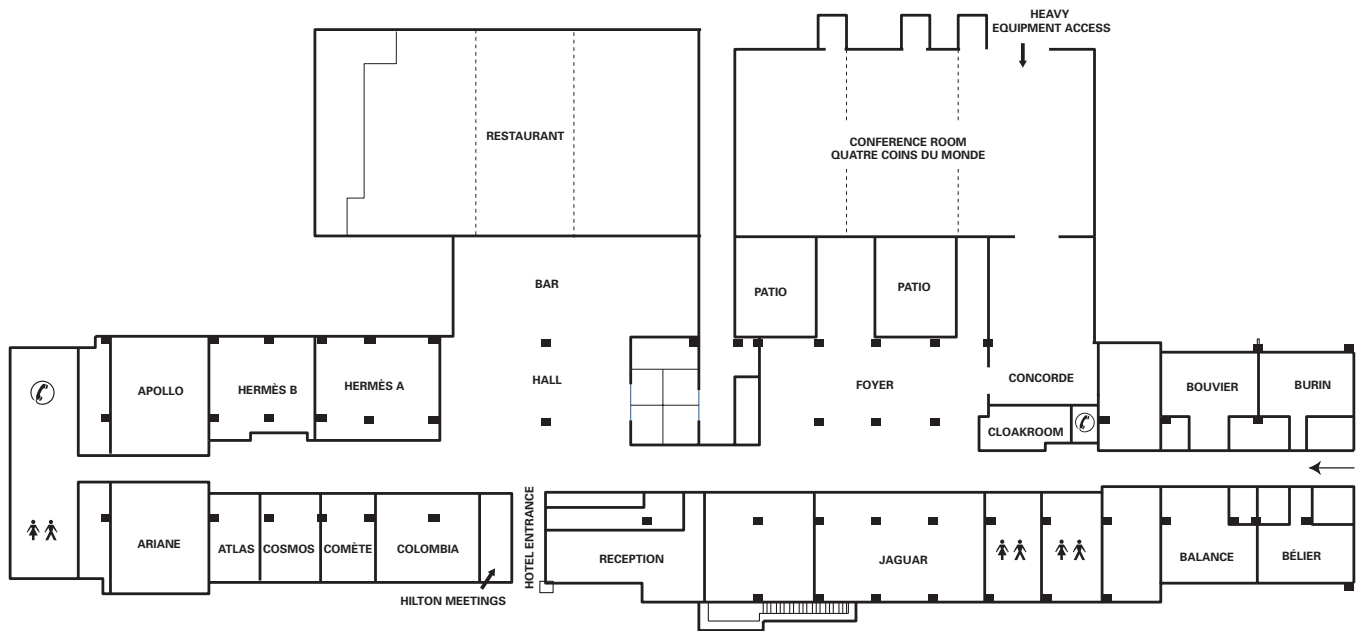 HEAVY
EQUIPMENT ACCESS
RESTAURANT
CONFERENCE ROOM
QUATRE COINS DU MONDE
BAR
PATIO
PATIO
APOLLO
HERMÈS B
HERMÈS A
HALL
FOYER
CONCORDE
BOUVIER
BURIN
CLOAKROOM
ARIANE
ATLAS
COSMOS
COMÈTE
COLOMBIA
HOTEL ENTRANCE
RECEPTION
JAGUAR
BALANCE
BÉLIER
HILTON MEETINGS